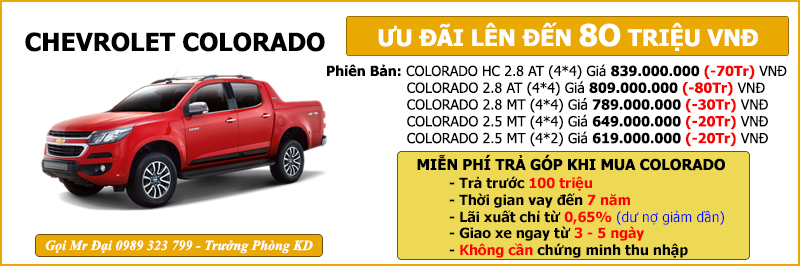 CHEVROLET COLORADO
ƯU ĐÃI LÊN ĐẾN 80 TRIỆU VNĐ
Phiên Bản: COLORADO HC 2.8 AT (4*4) Giá 839.000.000 (-70Tr) VNĐ
COLORADO 2.8 AT (4*4) Giá 809.000.000 (-80Tr) VNĐ
COLORADO 2.8 MT (4*4) Giá 789.000.000 (-30Tr) VNĐ
COLORADO 2.5 MT (4*4) Giá 649.000.000 (-20Tr) VNĐ
COLORADO 2.5 MT (4*2) Giá 619.000.000 (-20Tr) VNĐ
MIỄN PHÍ TRẢ GÓP KHI MUA COLORADO
- Trả trước 100 triệu
- Thời gian vay đến 7 năm
- Lãi xuất chỉ từ 0,65% (dư nợ giảm dần)
- Giao xe ngay từ 3 - 5 ngày
- Không cần chứng minh thu nhập
Gọi Mr Đại 0989 323 799 - Trưởng Phòng KD